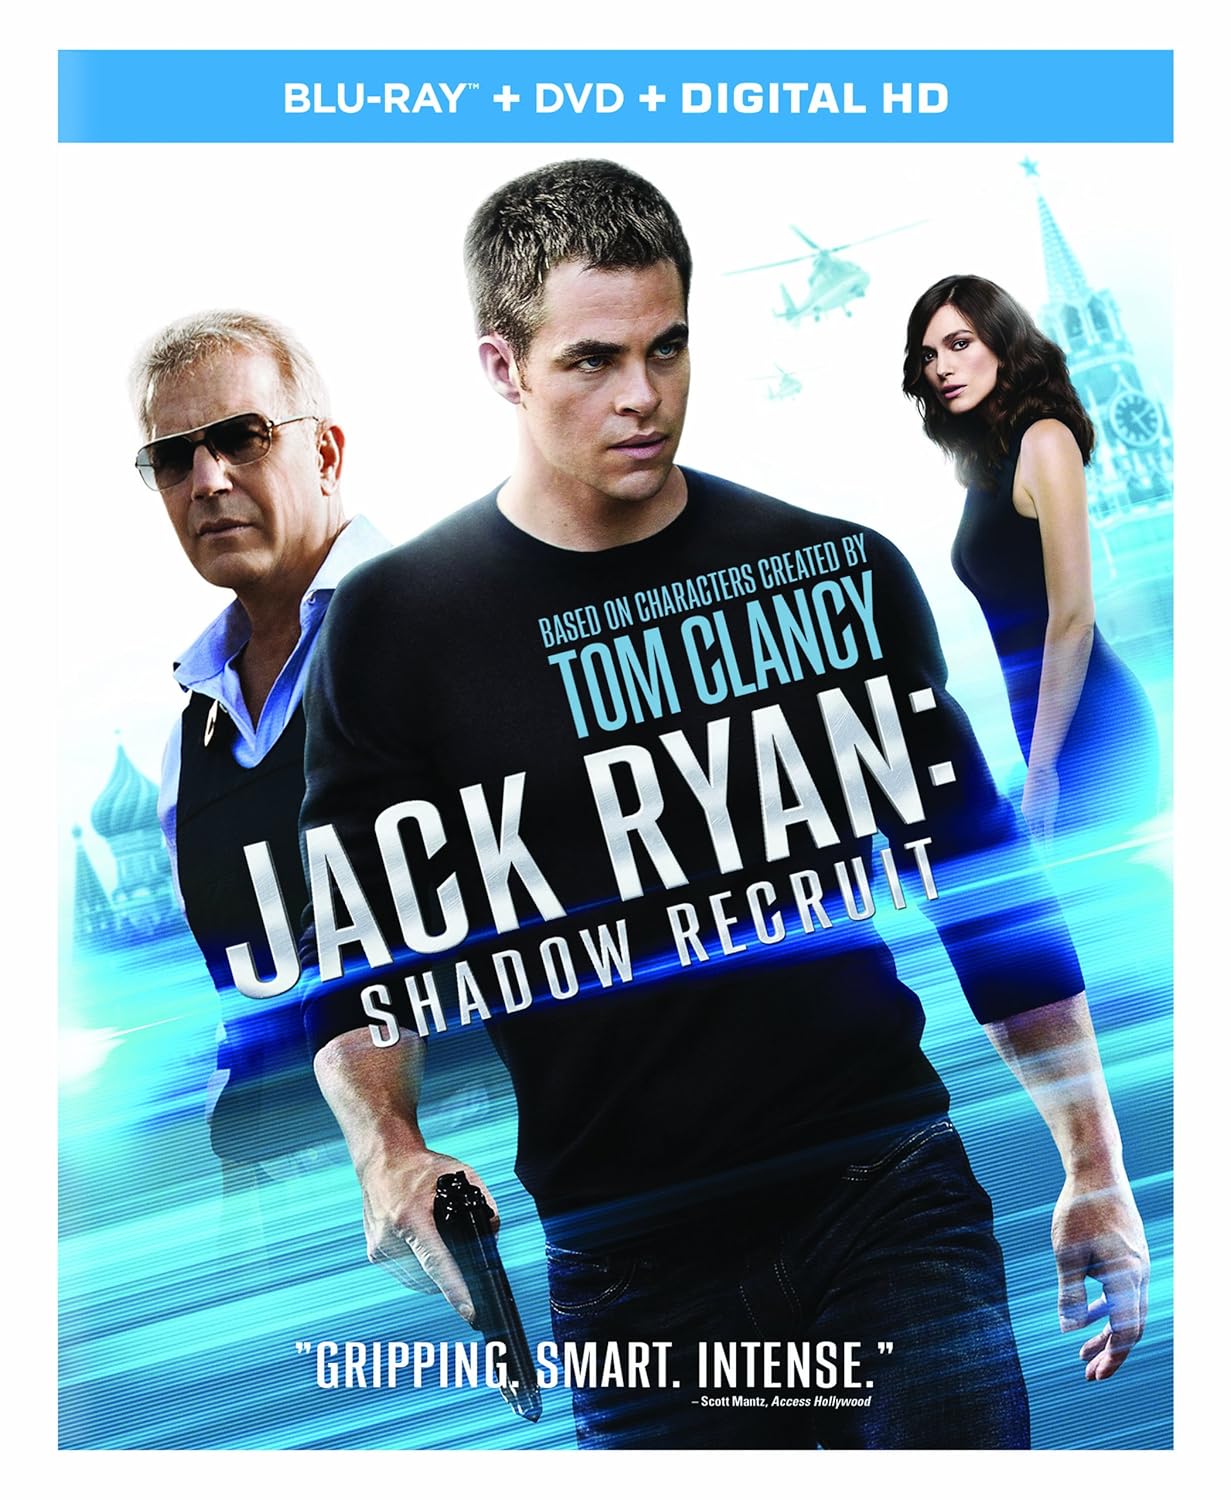 BLU-RAY™ + DVD + DIGITAL HD
BASED ON CHARACTERS CREATED BY
TOM CLANCY
JACK RYAN:
SHADOW RECRUIT
"GRIPPING. SMART. INTENSE."
– Scott Mantz, Access Hollywood